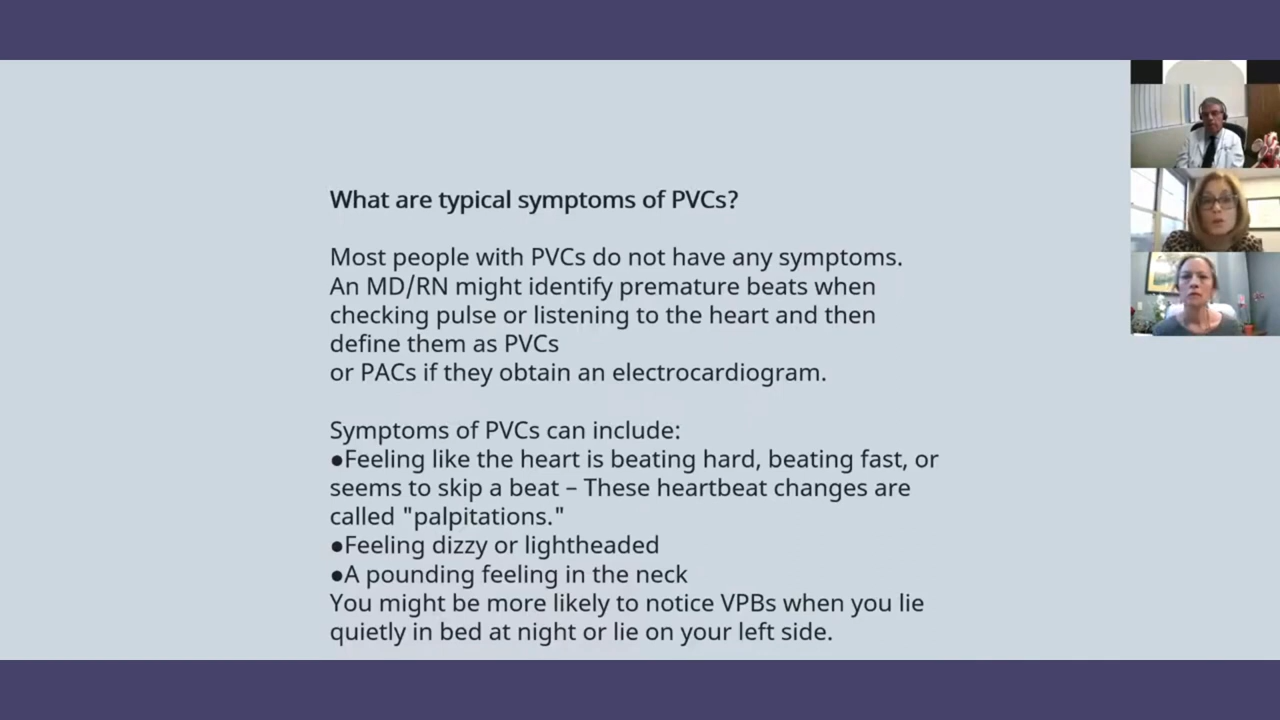 What are typical symptoms of PVCs?
Most people with PVCs do not have any symptoms.
An MD/RN might identify premature beats when
checking pulse or listening to the heart and then
define them as PVCs
or PACs if they obtain an electrocardiogram.
Symptoms of PVCs can include:
●Feeling like the heart is beating hard, beating fast, or
seems to skip a beat – These heartbeat changes are
called "palpitations."
●Feeling dizzy or lightheaded
●A pounding feeling in the neck
You might be more likely to notice VPBs when you lie
quietly in bed at night or lie on your left side.